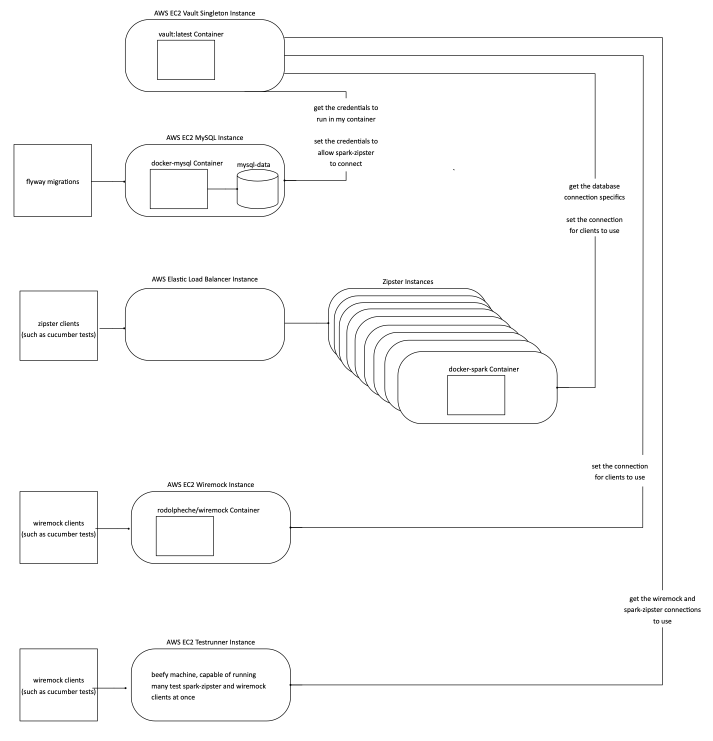 AWS EC2 Vault Singleton Instance
vault:latest Container
get the credentials to
run in my container
set the credentials to
allow spark-zipster
to connect
AWS EC2 MySQL Instance
docker-mysql Container
mysql-data
flyway migrations
get the database
connection specifics
set the connection
for clients to use
AWS Elastic Load Balancer Instance
Zipster Instances
zipster clients
(such as cucumber tests)
docker-spark Container
set the connection
for clients to use
AWS EC2 Wiremock Instance
rodolpheche/wiremock Container
wiremock clients
(such as cucumber tests)
get the wiremock and
spark-zipster connections
to use
AWS EC2 Testrunner Instance
wiremock clients
(such as cucumber tests)
beefy machine, capable of running
many test spark-zipster and wiremock
clients at once